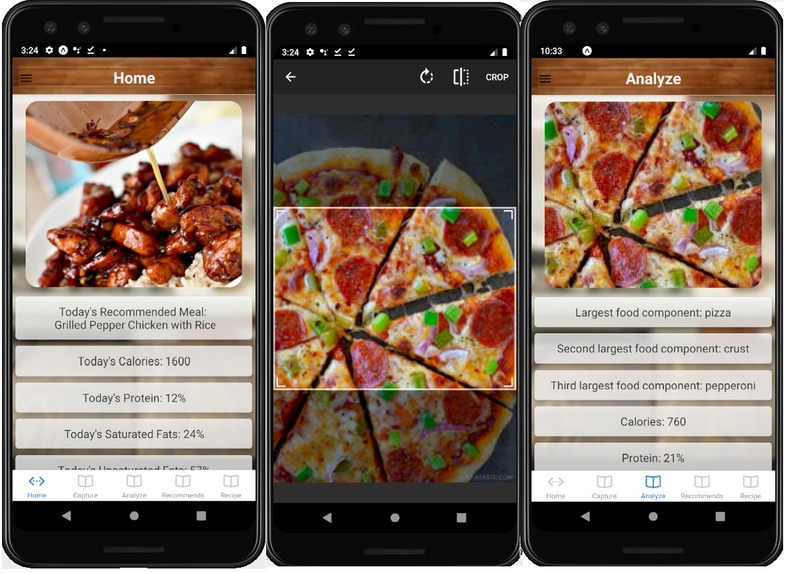 3:24
Home
Today's Recommended Meal:
Grilled Pepper Chicken with Rice
Today's Calories: 1600
Today's Protein: 12%
Today's Saturated Fats: 24%
Today's Unsaturated Fats: 57%
Home
Capture
Analyze
Recommends
Recipe
3:24
CROP
10:33
Analyze
Largest food component: pizza
Second largest food component: crust
Third largest food component: pepperoni
Calories: 760
Protein: 21%
Home
Capture
Analyze
Recommends
Recipe